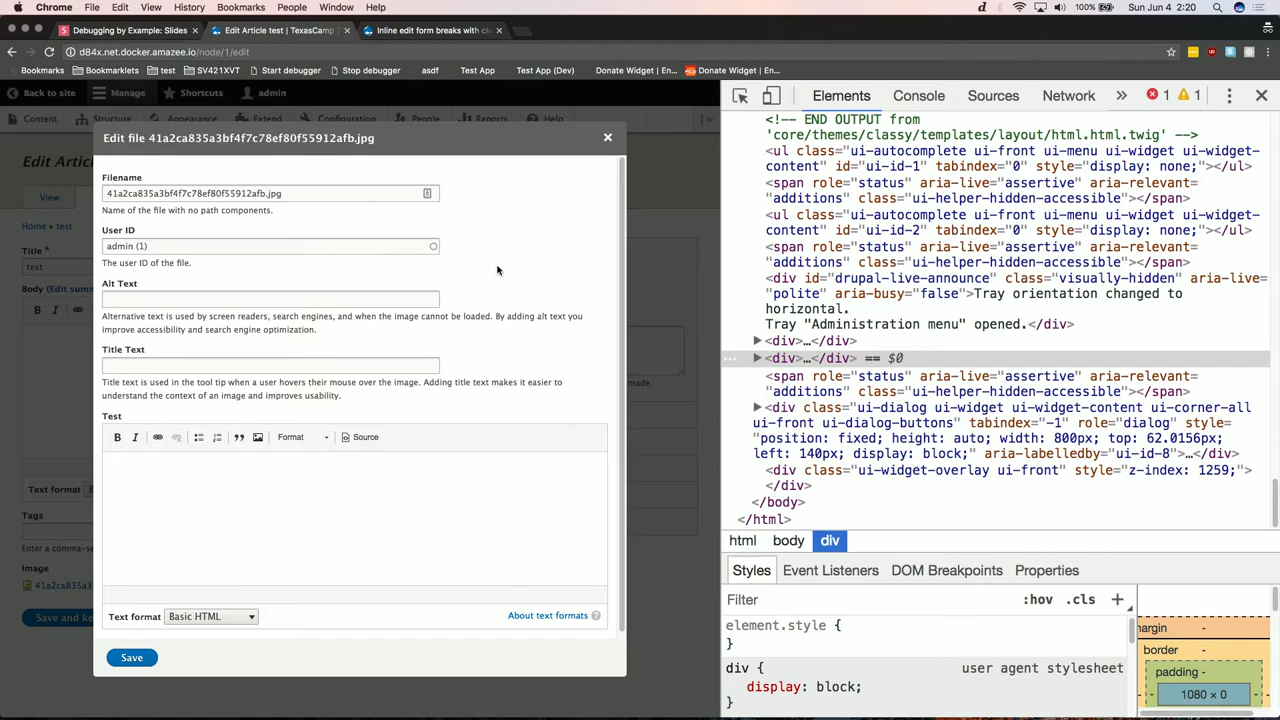 Chrome File Edit View History Bookmarks People Window Help 100% Sun Jun 4 2:20
Debugging by Example: Slides
Edit Article test | TexasCamp
Inline edit form breaks with ck
d84x.net.docker.amazee.io/node/1/edit
Bookmarks Bookmarklets test SV421XVT Start debugger Stop debugger asdf Test App Test App (Dev) Donate Widget | En... Donate Widget | En...
Back to site Manage Shortcuts admin
Content Structure Appearance Extend Configuration People Reports Help
Edit Artic
View
Home » test
Title *
test
Body (Edit summ
B I
Text format B
Tags
Enter a comma-se
Image
41a2ca835a3
Save and ke
made.
Edit file 41a2ca835a3bf4f7c78ef80f55912afb.jpg
Filename
41a2ca835a3bf4f7c78ef80f55912afb.jpg
Name of the file with no path components.
User ID
admin (1)
The user ID of the file.
Alt Text
Alternative text is used by screen readers, search engines, and when the image cannot be loaded. By adding alt text you
improve accessibility and search engine optimization.
Title Text
Title text is used in the tool tip when a user hovers their mouse over the image. Adding title text makes it easier to
understand the context of an image and improves usability.
Test
B I Format Source
Text format Basic HTML About text formats ?
Save
Elements Console Sources Network » 1 1
<!-- END OUTPUT from
'core/themes/classy/templates/layout/html.html.twig' -->
<ul class="ui-autocomplete ui-front ui-menu ui-widget ui-widget-
content" id="ui-id-1" tabindex="0" style="display: none;"></ul>
<span role="status" aria-live="assertive" aria-relevant=
"additions" class="ui-helper-hidden-accessible"></span>
<ul class="ui-autocomplete ui-front ui-menu ui-widget ui-widget-
content" id="ui-id-2" tabindex="0" style="display: none;"></ul>
<span role="status" aria-live="assertive" aria-relevant=
"additions" class="ui-helper-hidden-accessible"></span>
<div id="drupal-live-announce" class="visually-hidden" aria-live=
"polite" aria-busy="false">Tray orientation changed to
horizontal.
Tray "Administration menu" opened.</div>
<div>…</div>
<div>…</div> == $0
<span role="status" aria-live="assertive" aria-relevant=
"additions" class="ui-helper-hidden-accessible"></span>
<div class="ui-dialog ui-widget ui-widget-content ui-corner-all
ui-front ui-dialog-buttons" tabindex="-1" role="dialog" style=
"position: fixed; height: auto; width: 800px; top: 62.0156px;
left: 140px; display: block;" aria-labelledby="ui-id-8">…</div>
<div class="ui-widget-overlay ui-front" style="z-index: 1259;">
</div>
</body>
</html>
html body div
Styles Event Listeners DOM Breakpoints Properties
Filter :hov .cls +
element.style {
}
div { user agent stylesheet
display: block;
}
margin -
border -
padding -
1080 × 0